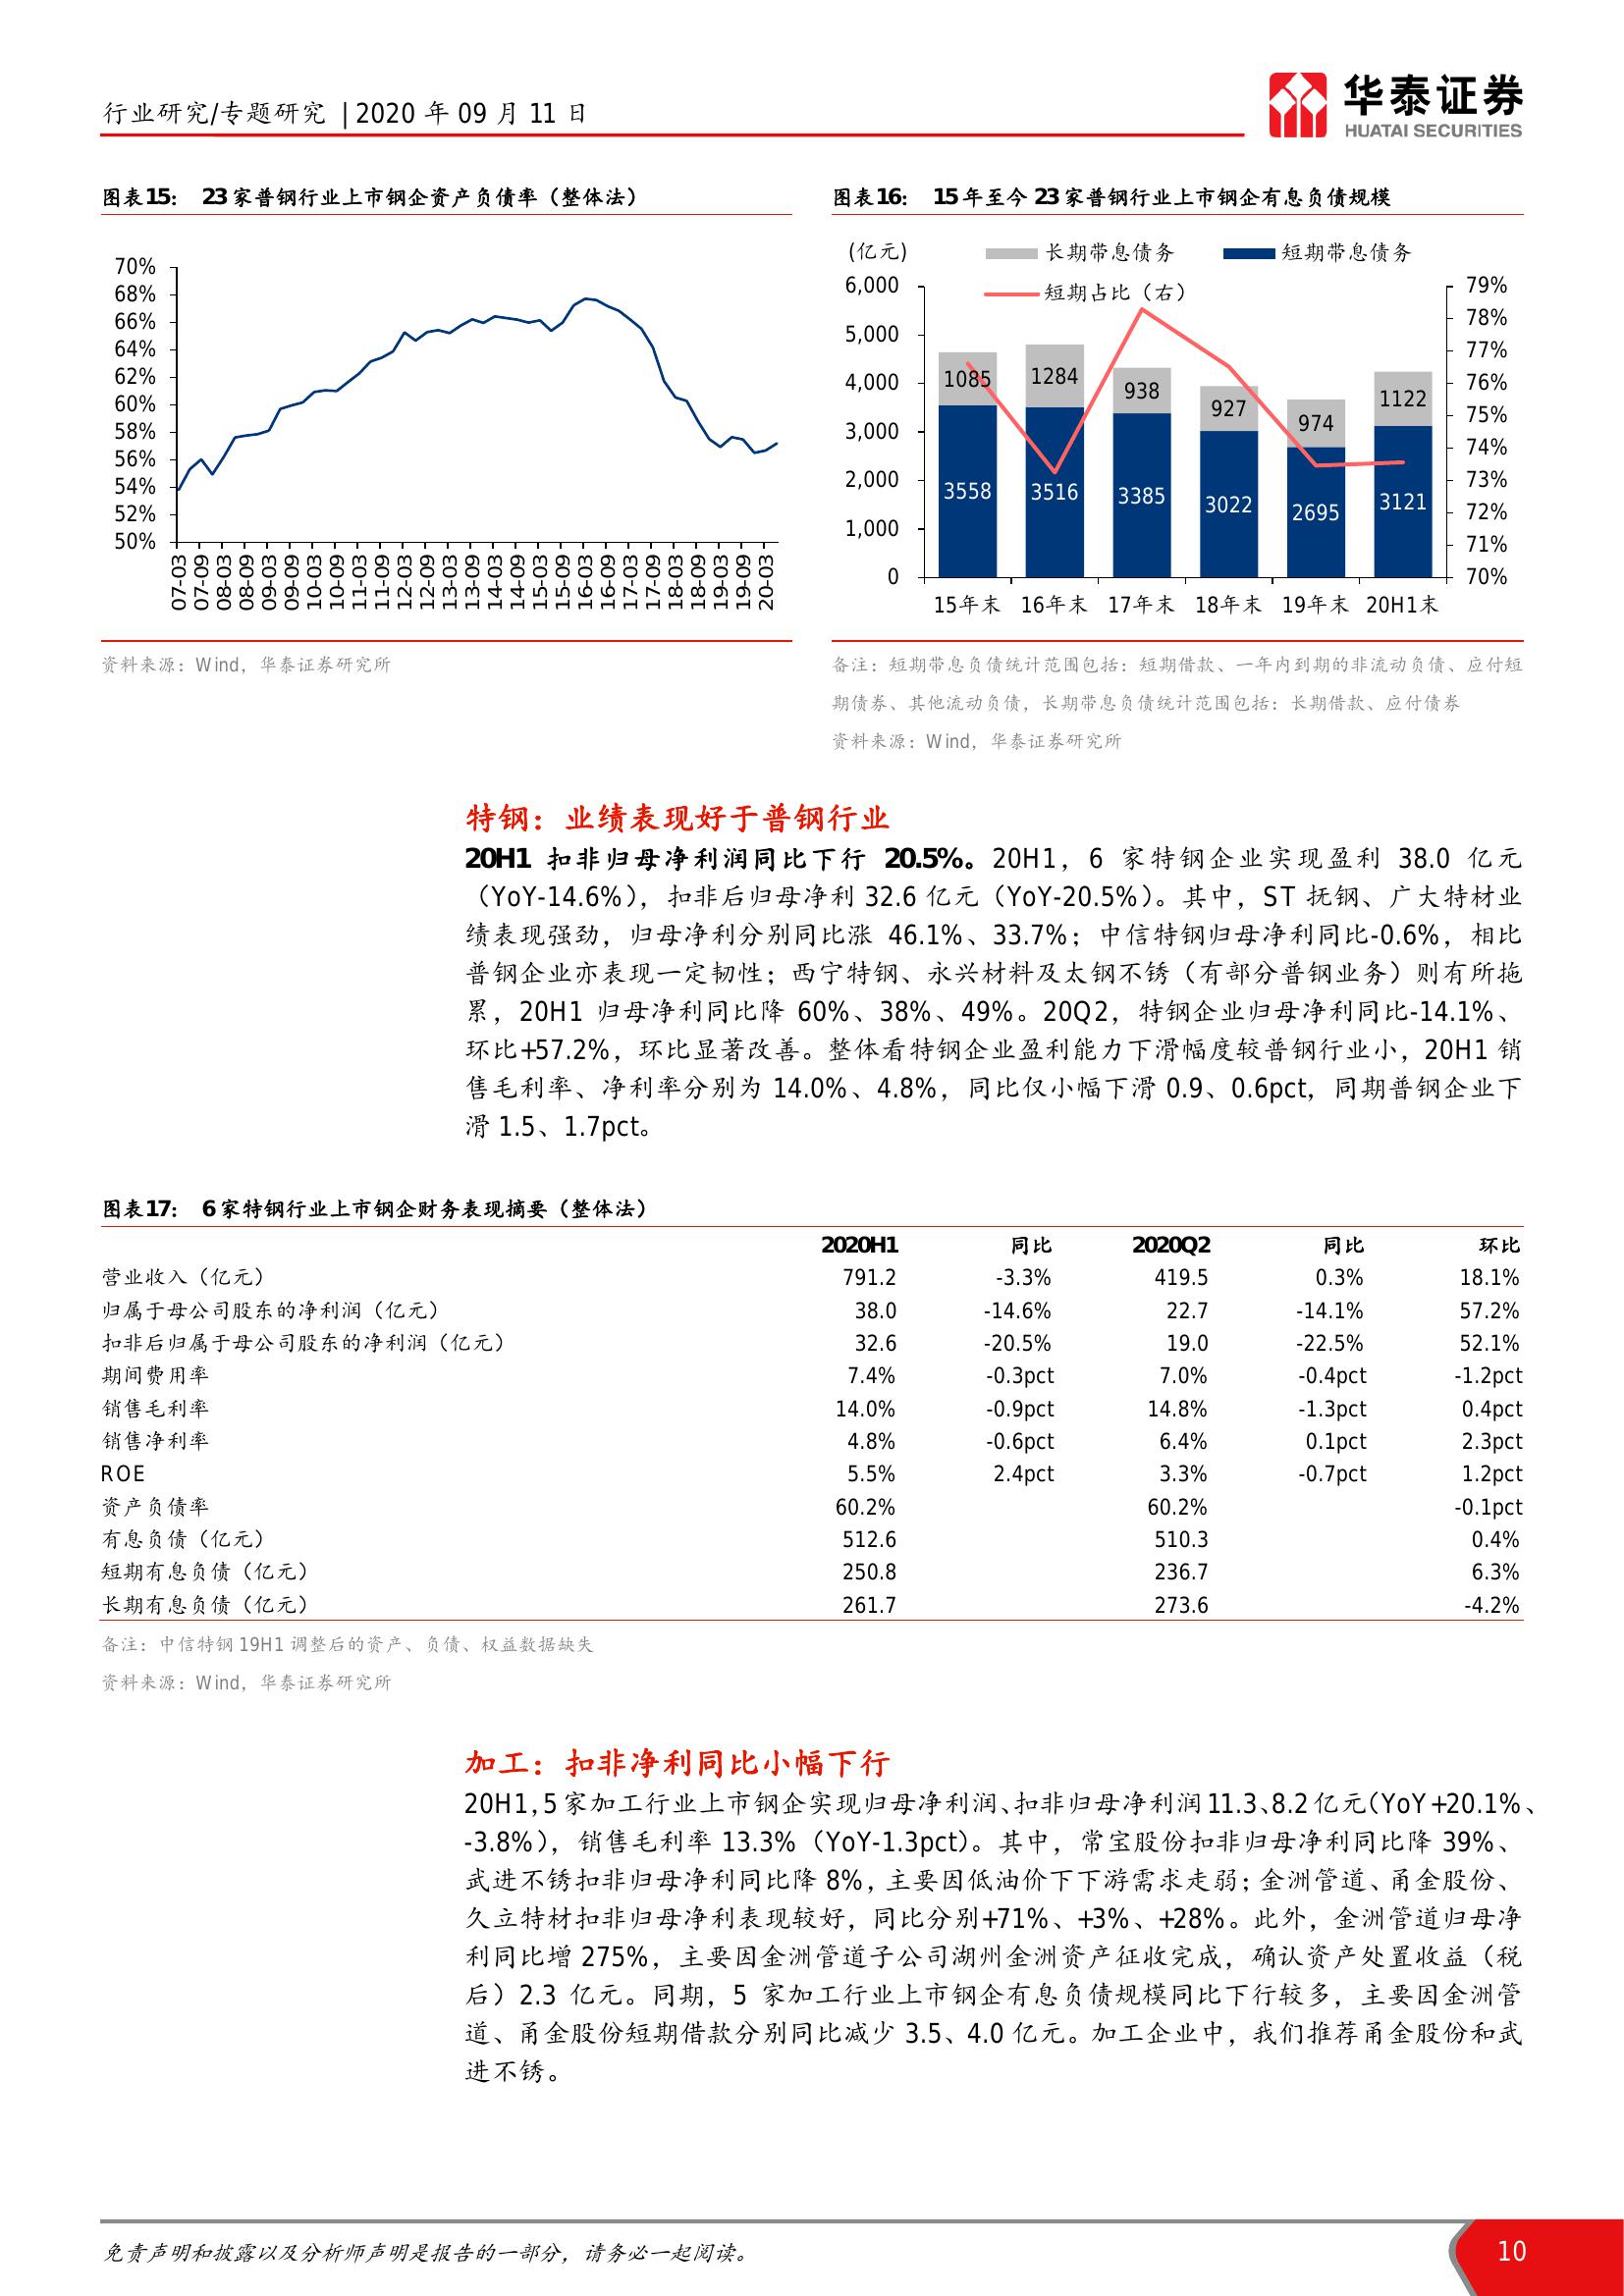 行业研究/专题研究 | 2020 年 09 月 11 日
华泰证券
HUATAI SECURITIES
图表15： 23 家普钢行业上市钢企资产负债率（整体法）
70%
68%
66%
64%
62%
60%
58%
56%
54%
52%
50%
07-03
07-09
08-03
08-09
09-03
09-09
10-03
10-09
11-03
11-09
12-03
12-09
13-03
13-09
14-03
14-09
15-03
15-09
16-03
16-09
17-03
17-09
18-03
18-09
19-03
19-09
20-03
资料来源：Wind，华泰证券研究所
图表16： 15 年至今 23 家普钢行业上市钢企有息负债规模
(亿元) 长期带息债务 短期带息债务
短期占比（右）
6,000
5,000
4,000
3,000
2,000
1,000
0
1085 1284 938 927 974 1122
3558 3516 3385 3022 2695 3121
79%
78%
77%
76%
75%
74%
73%
72%
71%
70%
15年末 16年末 17年末 18年末 19年末 20H1末
备注：短期带息负债统计范围包括：短期借款、一年内到期的非流动负债、应付短
期债券、其他流动负债，长期带息负债统计范围包括：长期借款、应付债券
资料来源：Wind，华泰证券研究所
特钢：业绩表现好于普钢行业
20H1 扣非归母净利润同比下行 20.5%。20H1，6 家特钢企业实现盈利 38.0 亿元
（YoY-14.6%），扣非后归母净利 32.6 亿元（YoY-20.5%）。其中，ST 抚钢、广大特材业
绩表现强劲，归母净利分别同比涨 46.1%、33.7%；中信特钢归母净利同比-0.6%，相比
普钢企业亦表现一定韧性；西宁特钢、永兴材料及太钢不锈（有部分普钢业务）则有所拖
累，20H1 归母净利同比降 60%、38%、49%。20Q2，特钢企业归母净利同比-14.1%、
环比+57.2%，环比显著改善。整体看特钢企业盈利能力下滑幅度较普钢行业小，20H1 销
售毛利率、净利率分别为 14.0%、4.8%，同比仅小幅下滑 0.9、0.6pct，同期普钢企业下
滑 1.5、1.7pct。
图表17： 6 家特钢行业上市钢企财务表现摘要（整体法）
2020H1 同比 2020Q2 同比 环比
营业收入（亿元） 791.2 -3.3% 419.5 0.3% 18.1%
归属于母公司股东的净利润（亿元） 38.0 -14.6% 22.7 -14.1% 57.2%
扣非后归属于母公司股东的净利润（亿元） 32.6 -20.5% 19.0 -22.5% 52.1%
期间费用率 7.4% -0.3pct 7.0% -0.4pct -1.2pct
销售毛利率 14.0% -0.9pct 14.8% -1.3pct 0.4pct
销售净利率 4.8% -0.6pct 6.4% 0.1pct 2.3pct
ROE 5.5% 2.4pct 3.3% -0.7pct 1.2pct
资产负债率 60.2% 60.2% -0.1pct
有息负债（亿元） 512.6 510.3 0.4%
短期有息负债（亿元） 250.8 236.7 6.3%
长期有息负债（亿元） 261.7 273.6 -4.2%
备注：中信特钢 19H1 调整后的资产、负债、权益数据缺失
资料来源：Wind，华泰证券研究所
加工：扣非净利同比小幅下行
20H1，5 家加工行业上市钢企实现归母净利润、扣非归母净利润 11.3、8.2 亿元（YoY+20.1%、
-3.8%），销售毛利率 13.3%（YoY-1.3pct）。其中，常宝股份扣非归母净利同比降 39%、
武进不锈扣非归母净利同比降 8%，主要因低油价下下游需求走弱；金洲管道、甬金股份、
久立特材扣非归母净利表现较好，同比分别+71%、+3%、+28%。此外，金洲管道归母净
利同比增 275%，主要因金洲管道子公司湖州金洲资产征收完成，确认资产处置收益（税
后）2.3 亿元。同期，5 家加工行业上市钢企有息负债规模同比下行较多，主要因金洲管
道、甬金股份短期借款分别同比减少 3.5、4.0 亿元。加工企业中，我们推荐甬金股份和武
进不锈。
免责声明和披露以及分析师声明是报告的一部分，请务必一起阅读。
10